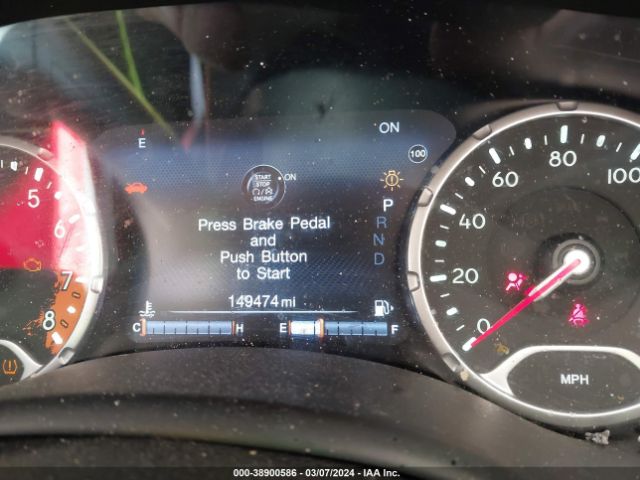 ON
E
100
START
STOP
ENGINE
ON
Press Brake Pedal
and
Push Button
to Start
P
R
N
D
149474 mi
C H E F
5
6
7
8
0
20
40
60
80
100
MPH
000-38900586 - 03/07/2024 - IAA Inc.